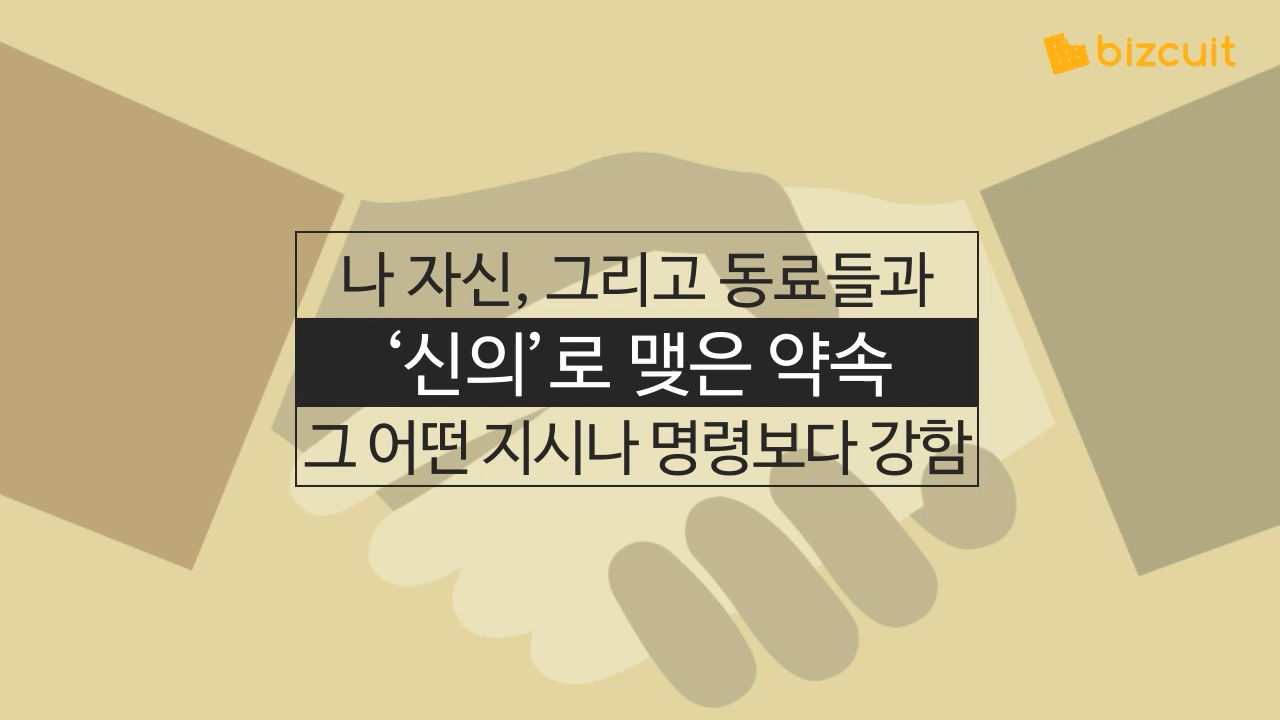 bizcuit
나 자신, 그리고 동료들과
‘신의’로 맺은 약속
그 어떤 지시나 명령보다 강함